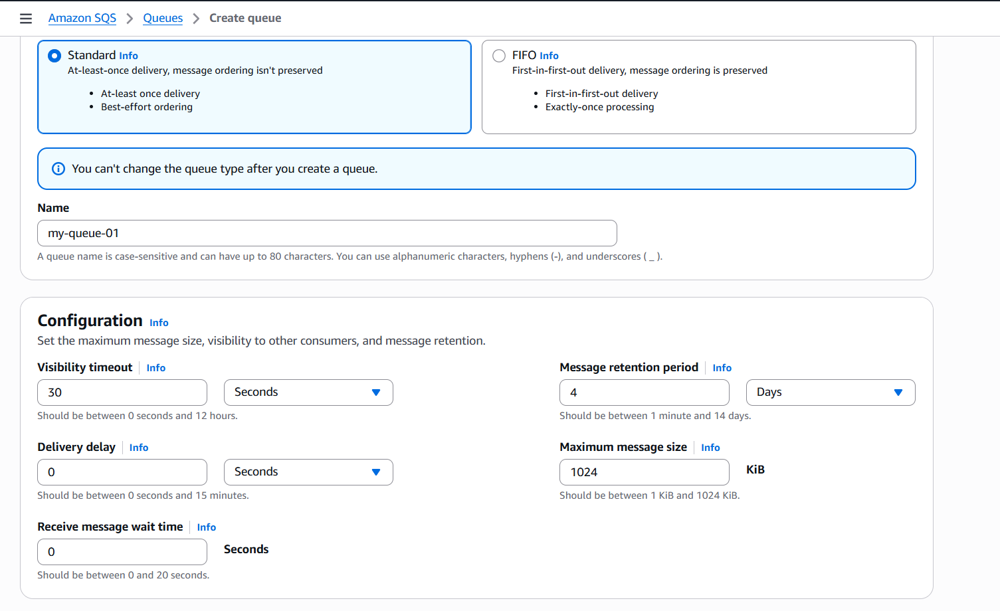 Amazon SQS > Queues > Create queue
Standard Info
At-least-once delivery, message ordering isn't preserved
• At-least once delivery
• Best-effort ordering
FIFO Info
First-in-first-out delivery, message ordering is preserved
• First-in-first-out delivery
• Exactly-once processing
You can't change the queue type after you create a queue.
Name
my-queue-01
A queue name is case-sensitive and can have up to 80 characters. You can use alphanumeric characters, hyphens (-), and underscores ( _ ).
Configuration Info
Set the maximum message size, visibility to other consumers, and message retention.
Visibility timeout Info
30 Seconds
Should be between 0 seconds and 12 hours.
Message retention period Info
4 Days
Should be between 1 minute and 14 days.
Delivery delay Info
0 Seconds
Should be between 0 seconds and 15 minutes.
Maximum message size Info
1024 KiB
Should be between 1 KiB and 1024 KiB.
Receive message wait time Info
0 Seconds
Should be between 0 and 20 seconds.